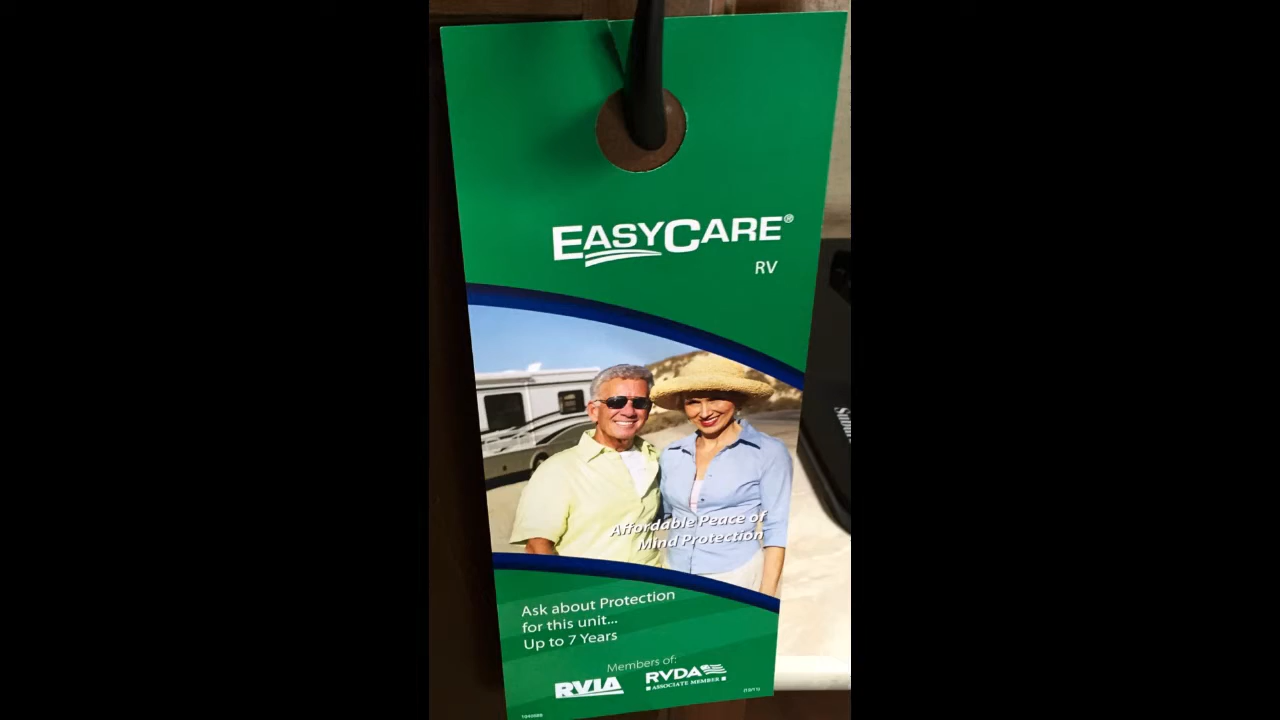 EASYCARE®
RV
Affordable Peace of
Mind Protection
Ask about Protection
for this unit...
Up to 7 Years
Members of:
RVIA
RVDA
ASSOCIATE MEMBER